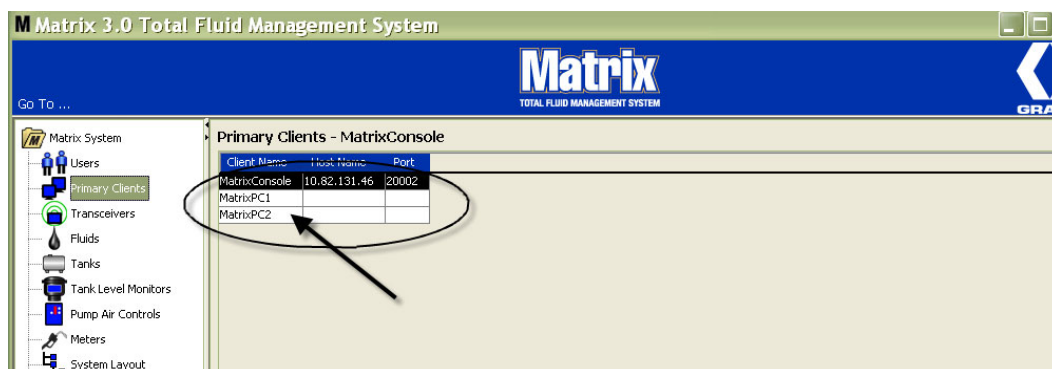 M Matrix 3.0 Total Fluid Management System
Matrix
TOTAL FLUID MANAGEMENT SYSTEM
Go To ...
GRA
Matrix System
Users
Primary Clients
Transceivers
Fluids
Tanks
Tank Level Monitors
Pump Air Controls
Meters
System Layout
Primary Clients - MatrixConsole
Client Name Host Name Port
MatrixConsole 10.82.131.46 20002
MatrixPC1
MatrixPC2